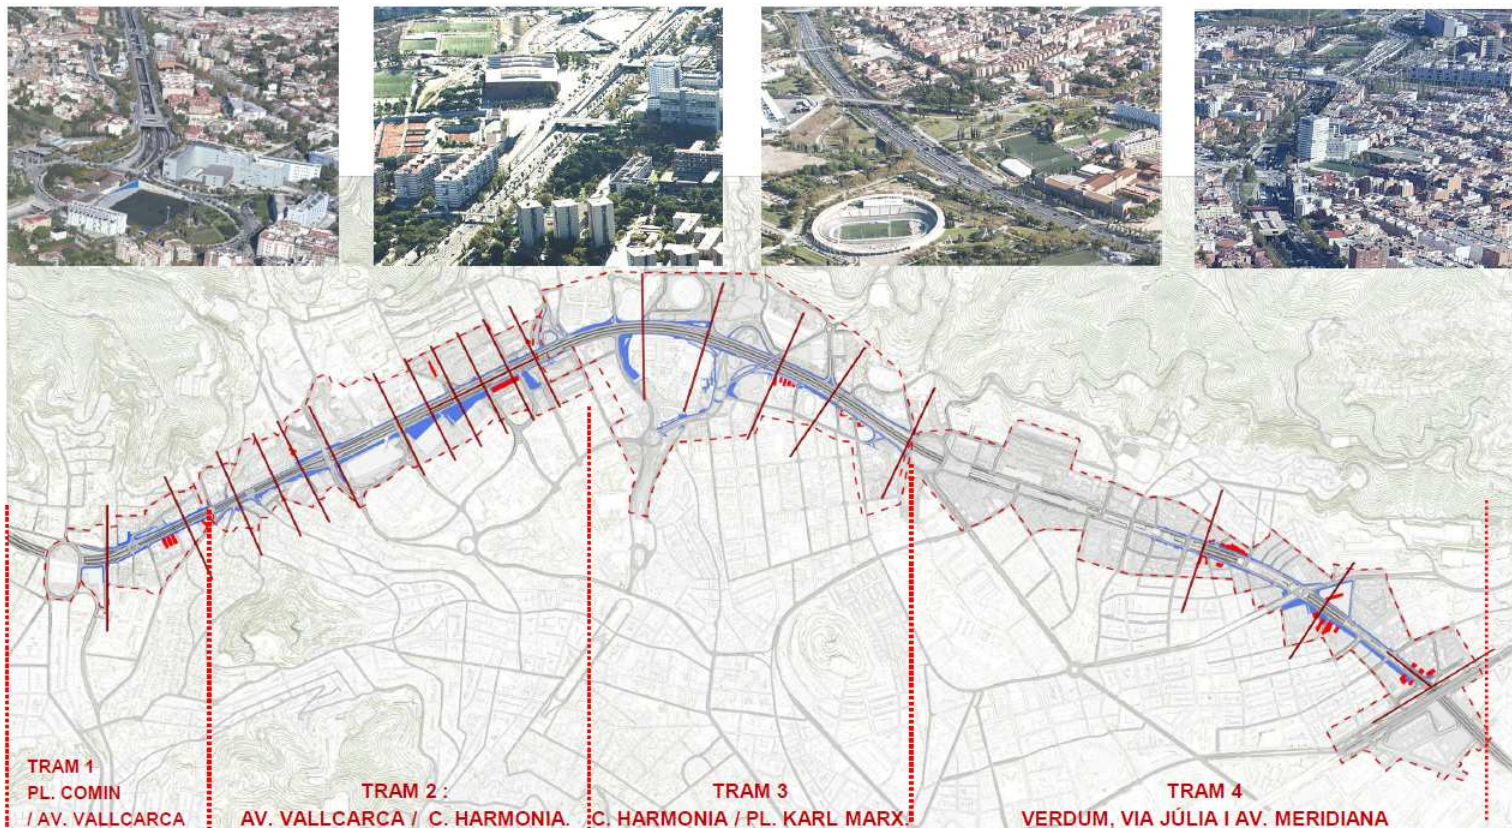 TRAM 1
PL. COMIN
/ AV. VALLCARCA
TRAM 2 :
AV. VALLCARCA / C. HARMONIA.
TRAM 3
C. HARMONIA / PL. KARL MARX.
TRAM 4
VERDUM, VIA JÚLIA I AV. MERIDIANA